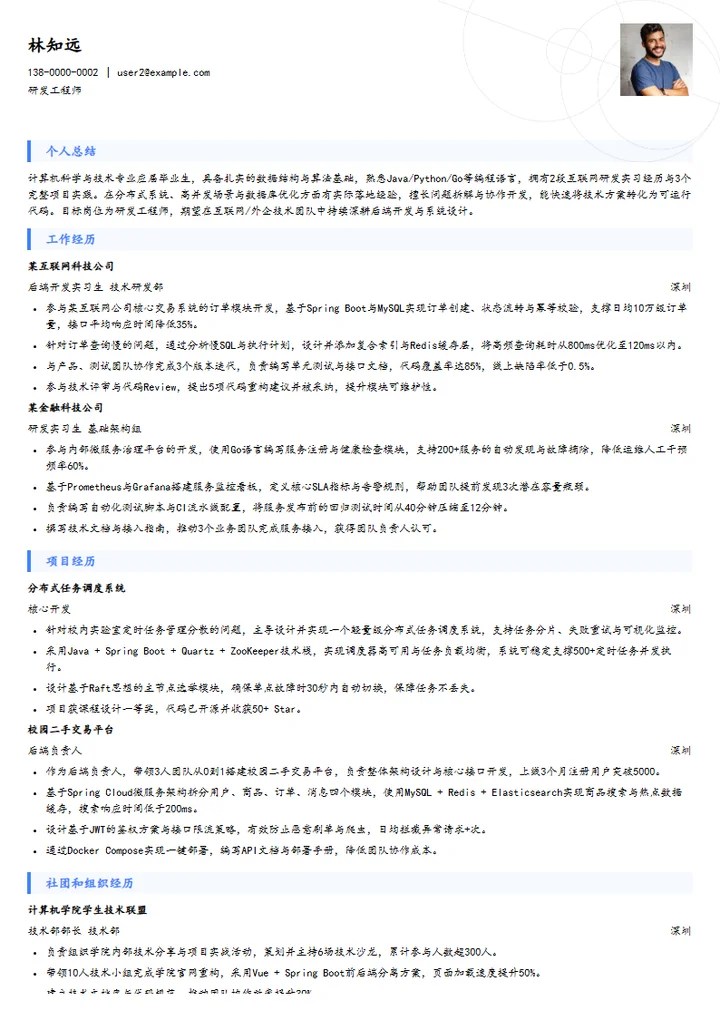 林知远
138-0000-0002 | user2@example.com
研发工程师
个人总结
计算机科学与技术专业应届毕业生，具备扎实的数据结构与算法基础，熟悉Java/Python/Go等编程语言，拥有2段互联网研发实习经历与3个
完整项目实践。在分布式系统、高并发场景与数据库优化方面有实际落地经验，擅长问题拆解与协作开发，能快速将技术方案转化为可运行
代码。目标岗位为研发工程师，期望在互联网/外企技术团队中持续深耕后端开发与系统设计。
工作经历
某互联网科技公司
后端开发实习生 技术研发部 深圳
• 参与某互联网公司核心交易系统的订单模块开发，基于Spring Boot与MySQL实现订单创建、状态流转与幂等校验，支撑日均10万级订单
量，接口平均响应时间降低35%。
• 针对订单查询慢的问题，通过分析慢SQL与执行计划，设计并添加复合索引与Redis缓存层，将高频查询耗时从800ms优化至120ms以内。
• 与产品、测试团队协作完成3个版本迭代，负责编写单元测试与接口文档，代码覆盖率达85%，线上缺陷率低于0.5%。
• 参与技术评审与代码Review，提出5项代码重构建议并被采纳，提升模块可维护性。
某金融科技公司
研发实习生 基础架构组 深圳
• 参与内部微服务治理平台的开发，使用Go语言编写服务注册与健康检查模块，支持200+服务的自动发现与故障摘除，降低运维人工干预
频率60%。
• 基于Prometheus与Grafana搭建服务监控看板，定义核心SLA指标与告警规则，帮助团队提前发现3次潜在容量瓶颈。
• 负责编写自动化测试脚本与CI流水线配置，将服务发布前的回归测试时间从40分钟压缩至12分钟。
• 撰写技术文档与接入指南，推动3个业务团队完成服务接入，获得团队负责人认可。
项目经历
分布式任务调度系统
核心开发 深圳
• 针对校内实验室定时任务管理分散的问题，主导设计并实现一个轻量级分布式任务调度系统，支持任务分片、失败重试与可视化监控。
• 采用Java + Spring Boot + Quartz + ZooKeeper技术栈，实现调度器高可用与任务负载均衡，系统可稳定支撑500+定时任务并发执
行。
• 设计基于Raft思想的主节点选举模块，确保单点故障时30秒内自动切换，保障任务不丢失。
• 项目获课程设计一等奖，代码已开源并收获50+ Star。
校园二手交易平台
后端负责人 深圳
• 作为后端负责人，带领3人团队从0到1搭建校园二手交易平台，负责整体架构设计与核心接口开发，上线3个月注册用户突破5000。
• 基于Spring Cloud微服务架构拆分用户、商品、订单、消息四个模块，使用MySQL + Redis + Elasticsearch实现商品搜索与热点数据
缓存，搜索响应时间低于200ms。
• 设计基于JWT的鉴权方案与接口限流策略，有效防止恶意刷单与爬虫，日均拦截异常请求+次。
• 通过Docker Compose实现一键部署，编写API文档与部署手册，降低团队协作成本。
社团和组织经历
计算机学院学生技术联盟
技术部部长 技术部 深圳
• 负责组织学院内部技术分享与项目实战活动，策划并主持6场技术沙龙，累计参与人数超300人。
• 带领10人技术小组完成学院官网重构，采用Vue + Spring Boot前后端分离方案，页面加载速度提升50%。